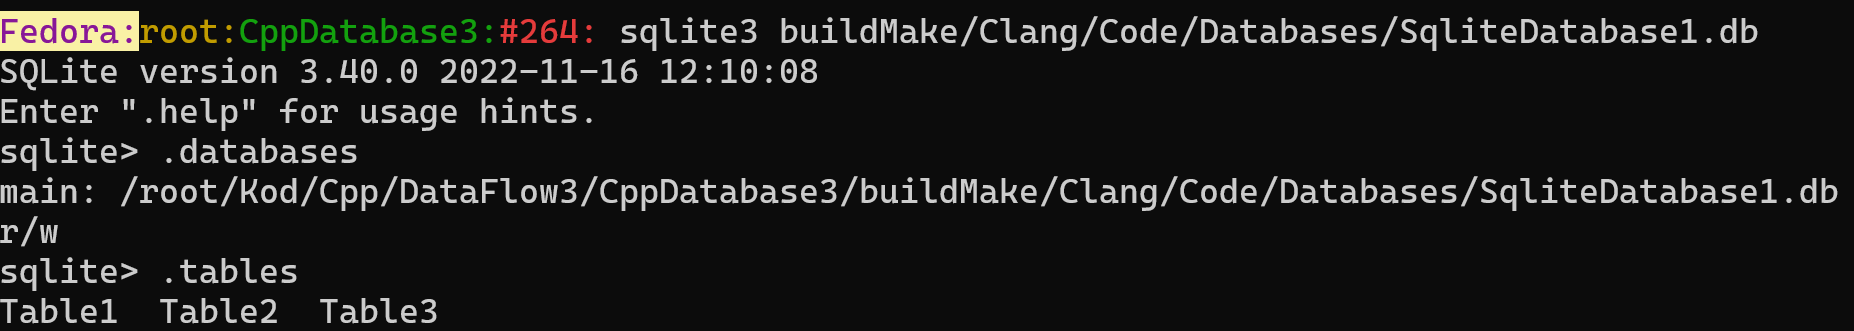 Fedora:root:CppDatabase3:#264: sqlite3 buildMake/Clang/Code/Databases/SqliteDatabase1.db
SQLite version 3.40.0 2022-11-16 12:10:08
Enter ".help" for usage hints.
sqlite> .databases
main: /root/Kod/Cpp/DataFlow3/CppDatabase3/buildMake/Clang/Code/Databases/SqliteDatabase1.db
r/w
sqlite> .tables
Table1  Table2  Table3